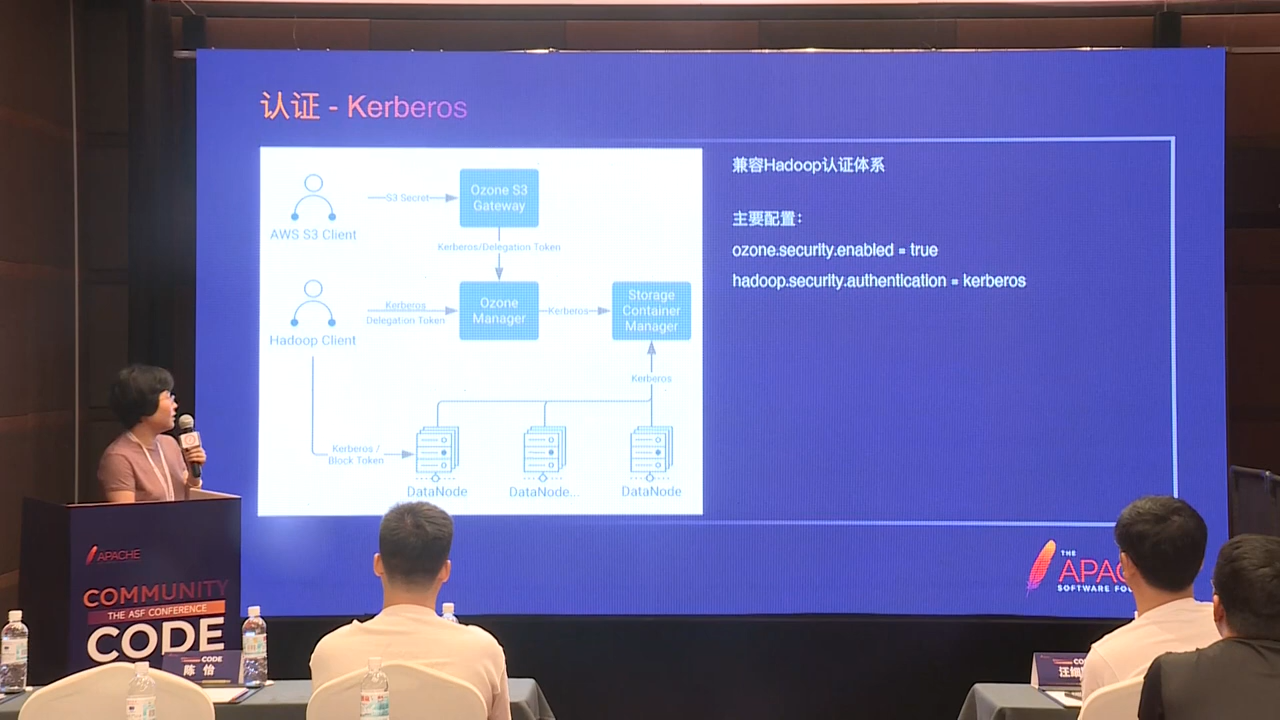 认证 - Kerberos
AWS S3 Client
S3 Secret
Ozone S3
Gateway
Kerberos/Delegation Token
Hadoop Client
Kerberos
Delegation Token
Ozone
Manager
Kerberos
Storage
Container
Manager
Kerberos
Kerberos /
Block Token
DataNode
DataNode...
DataNode
兼容Hadoop认证体系
主要配置：
ozone.security.enabled = true
hadoop.security.authentication = kerberos
THE
APAC
SOFTWARE FOU
APACHE
COMMUNITY
THE ASF CONFERENCE
CODE
CODE
陈 怡
CO